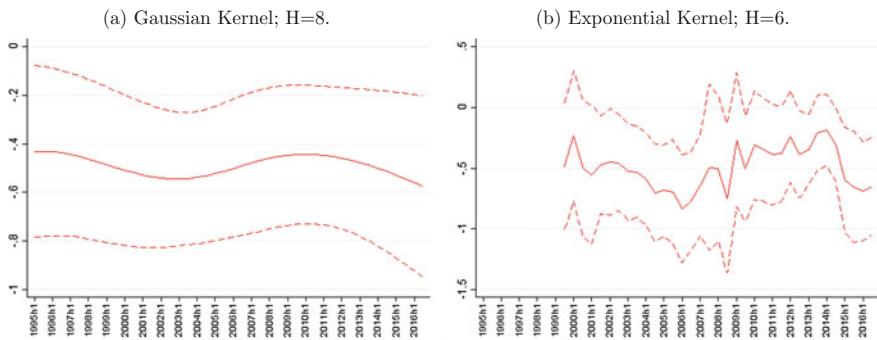 (a) Gaussian Kernel; H=8.
0
-.2
-.4
-.6
-.8
-1
1995h1
1996h1
1997h1
1998h1
1999h1
2000h1
2001h1
2002h1
2003h1
2004h1
2005h1
2006h1
2007h1
2008h1
2009h1
2010h1
2011h1
2012h1
2013h1
2014h1
2015h1
2016h1
(b) Exponential Kernel; H=6.
.5
0
-.5
-1
-1.5
1995h1
1996h1
1997h1
1998h1
1999h1
2000h1
2001h1
2002h1
2003h1
2004h1
2005h1
2006h1
2007h1
2008h1
2009h1
2010h1
2011h1
2012h1
2013h1
2014h1
2015h1
2016h1